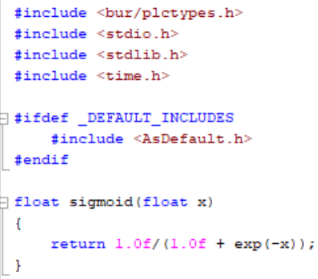 #include <bur/plctypes.h>
#include <stdio.h>
#include <stdlib.h>
#include <time.h>

#ifdef _DEFAULT_INCLUDES
    #include <AsDefault.h>
#endif

float sigmoid(float x)
{
    return 1.0f/(1.0f + exp(-x));
}